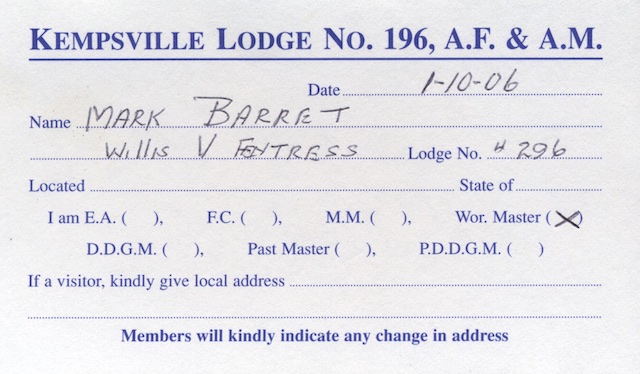 KEMPSVILLE LODGE NO. 196, A.F. & A.M.
Date 1-10-06
Name MARK BARRET
Willis V FENTRESS Lodge No. # 296
Located State of
I am E.A. ( ), F.C. ( ), M.M. ( ), Wor. Master (X)
D.D.G.M. ( ), Past Master ( ), P.D.D.G.M. ( )
If a visitor, kindly give local address
Members will kindly indicate any change in address